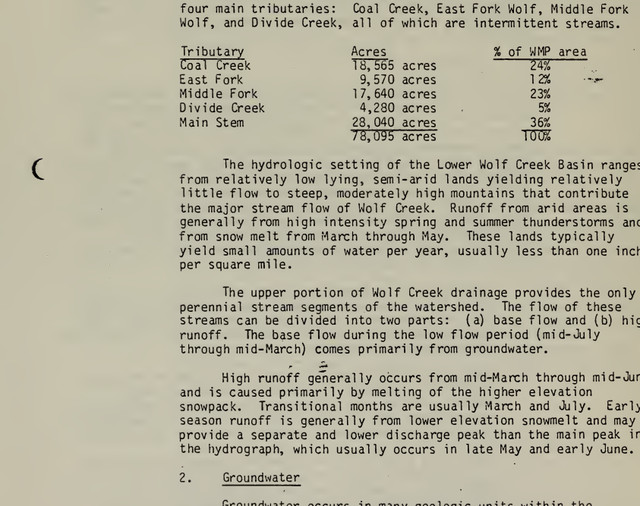 four main tributaries: Coal Creek, East Fork Wolf, Middle Fork
Wolf, and Divide Creek, all of which are intermittent streams.
Tributary Acres % of WMP area
Coal Creek 18,565 acres 24%
East Fork 9,570 acres 12%
Middle Fork 17,640 acres 23%
Divide Creek 4,280 acres 5%
Main Stem 28,040 acres 36%
78,095 acres 100%
The hydrologic setting of the Lower Wolf Creek Basin ranges
from relatively low lying, semi-arid lands yielding relatively
little flow to steep, moderately high mountains that contribute
the major stream flow of Wolf Creek. Runoff from arid areas is
generally from high intensity spring and summer thunderstorms and
from snow melt from March through May. These lands typically
yield small amounts of water per year, usually less than one inch
per square mile.
The upper portion of Wolf Creek drainage provides the only
perennial stream segments of the watershed. The flow of these
streams can be divided into two parts: (a) base flow and (b) hig
runoff. The base flow during the low flow period (mid-July
through mid-March) comes primarily from groundwater.
High runoff generally occurs from mid-March through mid-Jun
and is caused primarily by melting of the higher elevation
snowpack. Transitional months are usually March and July. Early
season runoff is generally from lower elevation snowmelt and may
provide a separate and lower discharge peak than the main peak in
the hydrograph, which usually occurs in late May and early June.
2. Groundwater
Groundwater occurs in many geologic units within the